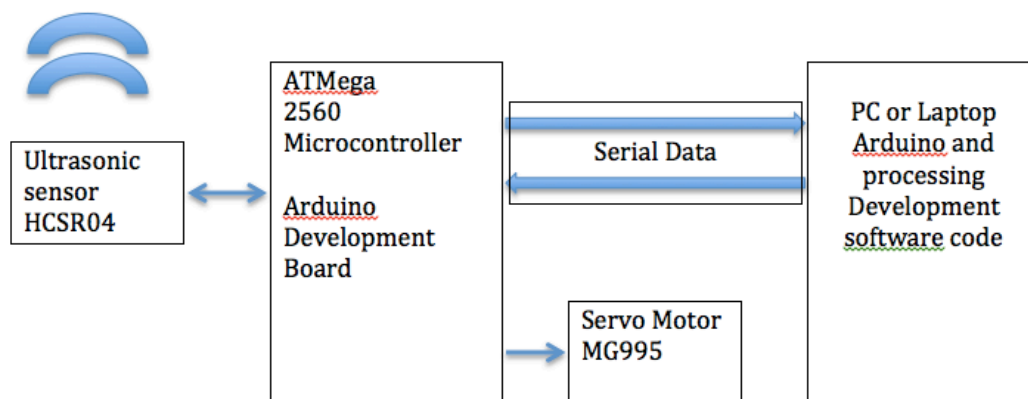 Ultrasonic
sensor
HCSR04
ATMega
2560
Microcontroller
Arduino
Development
Board
Serial Data
Servo Motor
MG995
PC or Laptop
Arduino and
processing
Development
software code